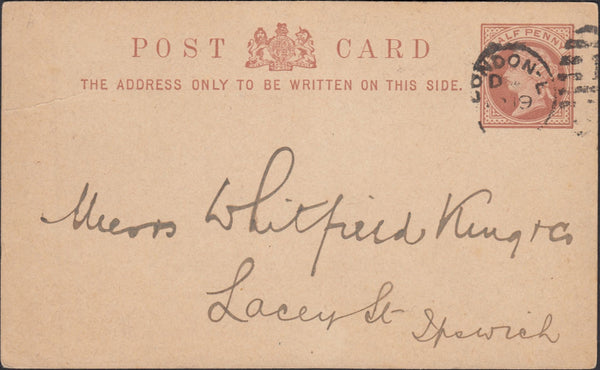 POST CARD
THE ADDRESS ONLY TO BE WRITTEN ON THIS SIDE.
HALF PENNY
LONDON-
D
89
Messrs Whitfield King & Co
Lacey St Ipswich